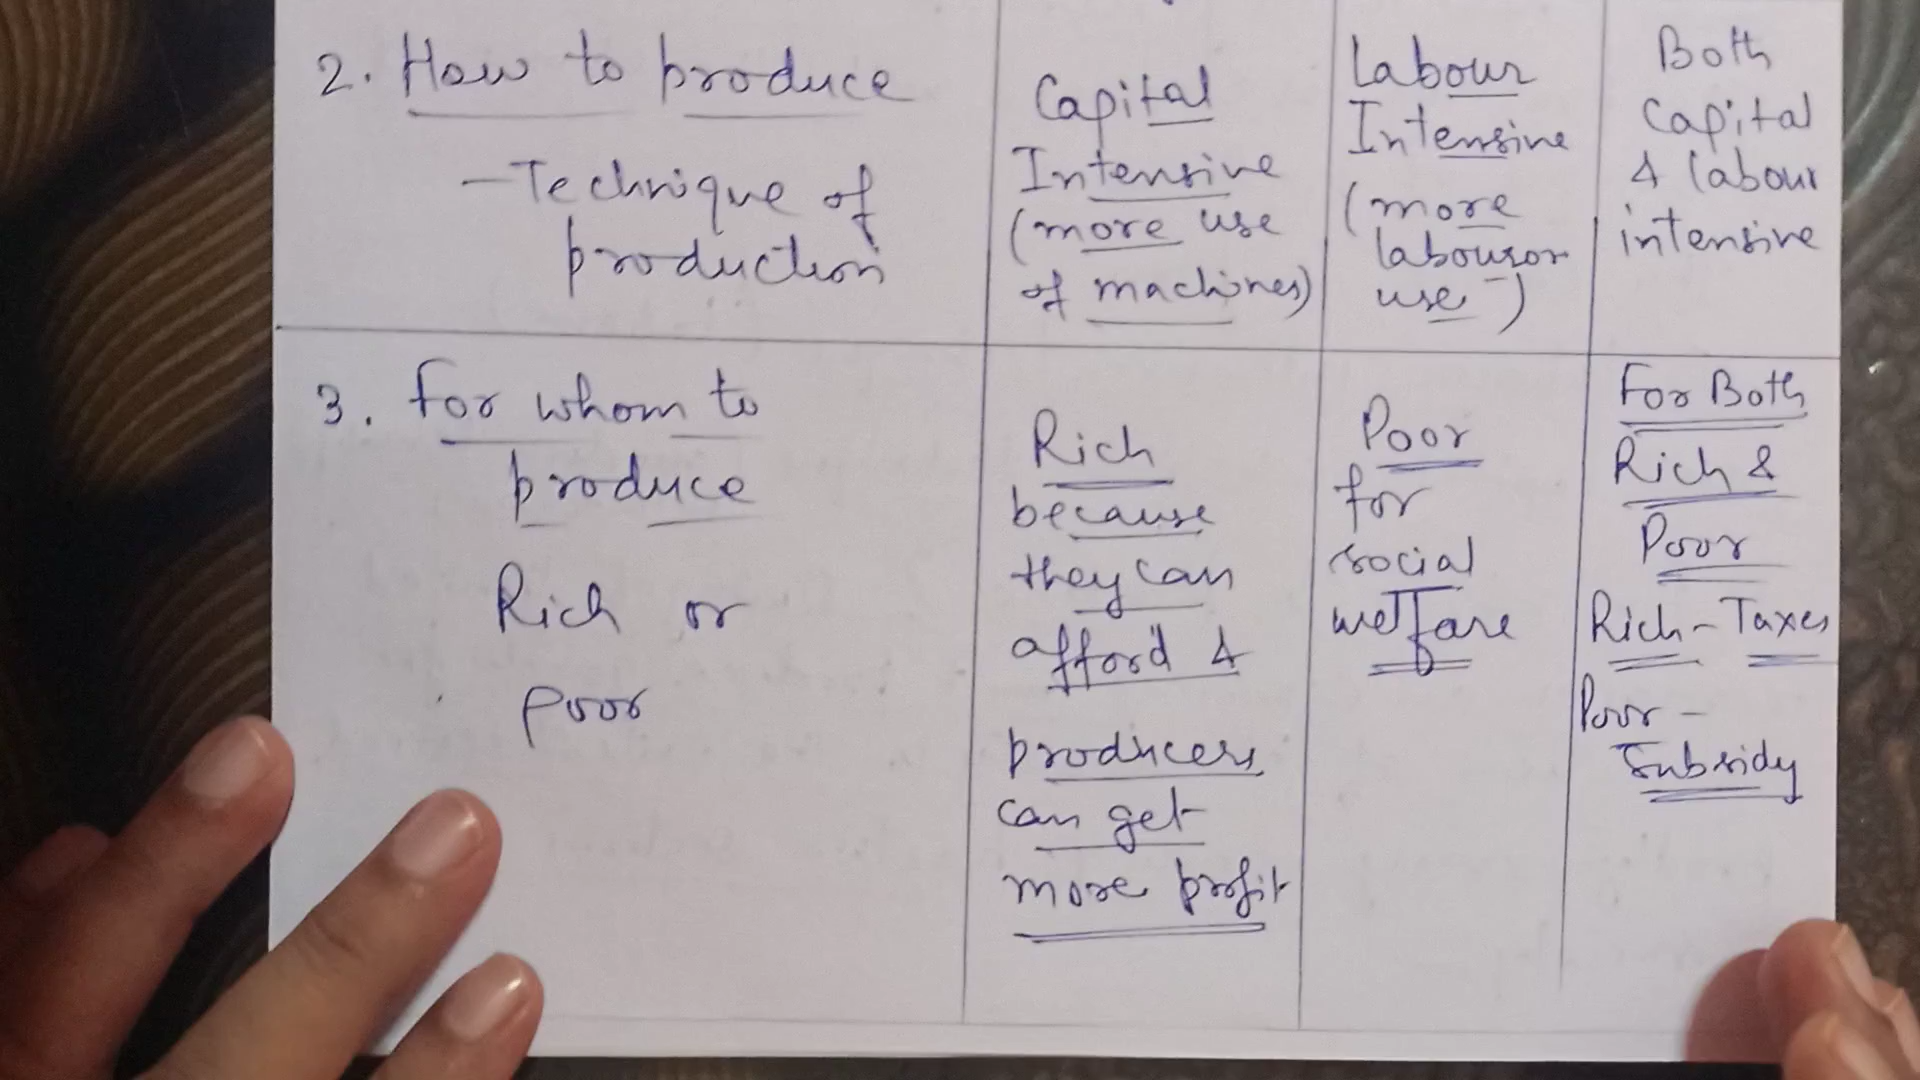 2. How to produce
- Technique of
production
Capital
Intensive
(more use
of machines)
Labour
Intensive
(more
labouror
use)
Both
Capital
& labour
intensive
3. For whom to
produce
Rich or
poor
Rich
because
they can
afford &
producers
can get
more profit
Poor
for
social
welfare
For Both
Rich &
Poor
Rich - Taxes
Poor -
Subsidy